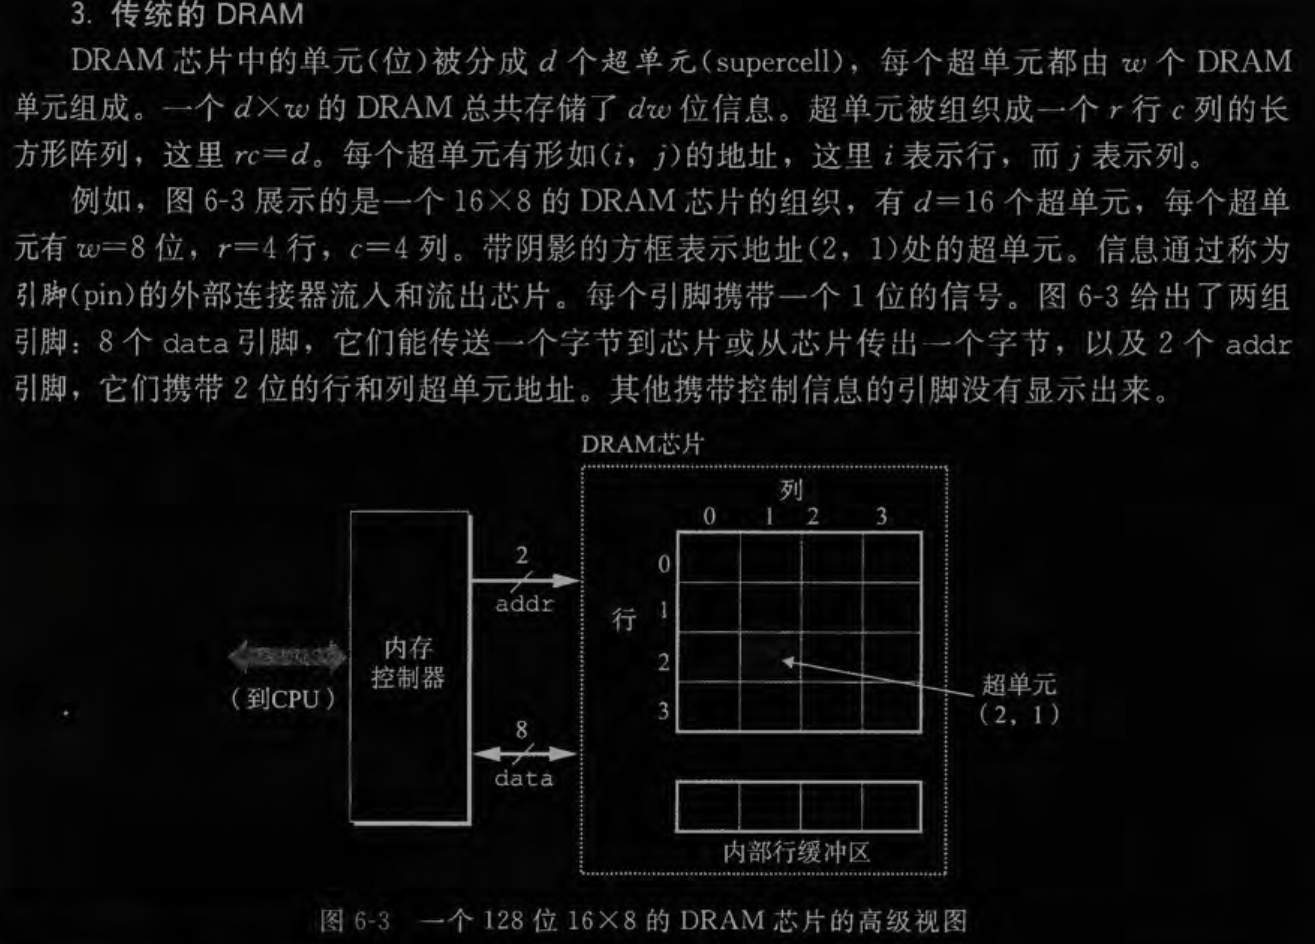 3. 传统的 DRAM
DRAM 芯片中的单元(位)被分成 d 个超单元(supercell)，每个超单元都由 w 个 DRAM
单元组成。一个 d×w 的 DRAM 总共存储了 dw 位信息。超单元被组织成一个 r 行 c 列的长
方形阵列，这里 rc=d。每个超单元有形如(i, j)的地址，这里 i 表示行，而 j 表示列。
例如，图 6-3 展示的是一个 16×8 的 DRAM 芯片的组织，有 d=16 个超单元，每个超单
元有 w=8 位，r=4 行，c=4 列。带阴影的方框表示地址(2, 1)处的超单元。信息通过称为
引脚(pin)的外部连接器流入和流出芯片。每个引脚携带一个 1 位的信号。图 6-3 给出了两组
引脚：8 个 data 引脚，它们能传送一个字节到芯片或从芯片传出一个字节，以及 2 个 addr
引脚，它们携带 2 位的行和列超单元地址。其他携带控制信息的引脚没有显示出来。
DRAM芯片
列
0 1 2 3
0
行 1
2
3
2
addr
内存
控制器
(到CPU)
8
data
超单元
(2, 1)
内部行缓冲区
图 6-3 一个 128 位 16×8 的 DRAM 芯片的高级视图